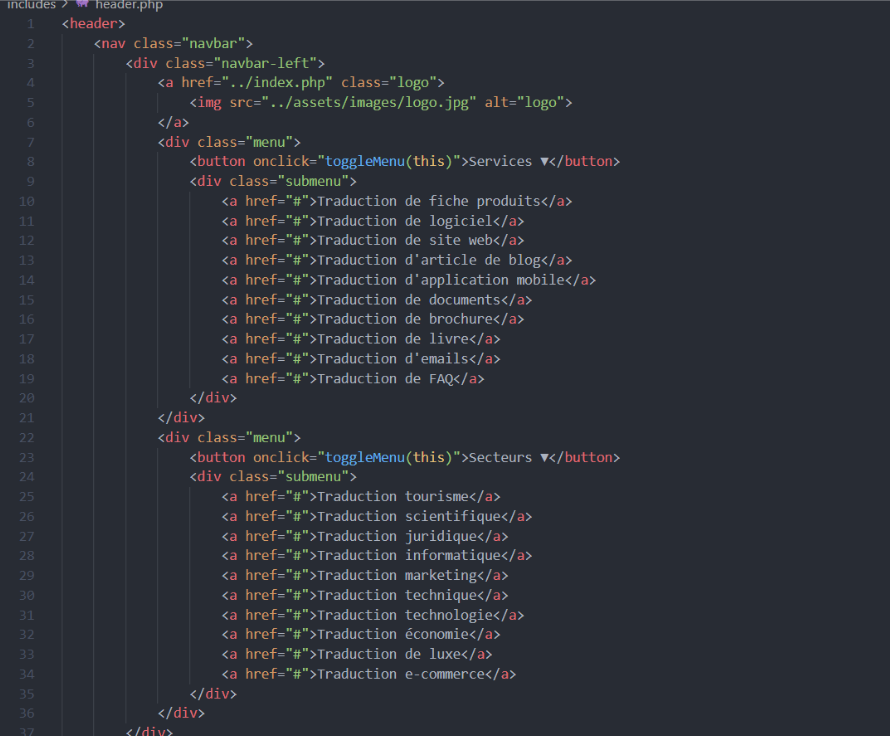 includes > header.php
1 <header>
2 <nav class="navbar">
3 <div class="navbar-left">
4 <a href="../index.php" class="logo">
5 <img src="../assets/images/logo.jpg" alt="logo">
6 </a>
7 <div class="menu">
8 <button onclick="toggleMenu(this)">Services ▼</button>
9 <div class="submenu">
10 <a href="#">Traduction de fiche produits</a>
11 <a href="#">Traduction de logiciel</a>
12 <a href="#">Traduction de site web</a>
13 <a href="#">Traduction d'article de blog</a>
14 <a href="#">Traduction d'application mobile</a>
15 <a href="#">Traduction de documents</a>
16 <a href="#">Traduction de brochure</a>
17 <a href="#">Traduction de livre</a>
18 <a href="#">Traduction d'emails</a>
19 <a href="#">Traduction de FAQ</a>
20 </div>
21 </div>
22 <div class="menu">
23 <button onclick="toggleMenu(this)">Secteurs ▼</button>
24 <div class="submenu">
25 <a href="#">Traduction tourisme</a>
26 <a href="#">Traduction scientifique</a>
27 <a href="#">Traduction juridique</a>
28 <a href="#">Traduction informatique</a>
29 <a href="#">Traduction marketing</a>
30 <a href="#">Traduction technique</a>
31 <a href="#">Traduction technologie</a>
32 <a href="#">Traduction économie</a>
33 <a href="#">Traduction de luxe</a>
34 <a href="#">Traduction e-commerce</a>
35 </div>
36 </div>
37 </div>